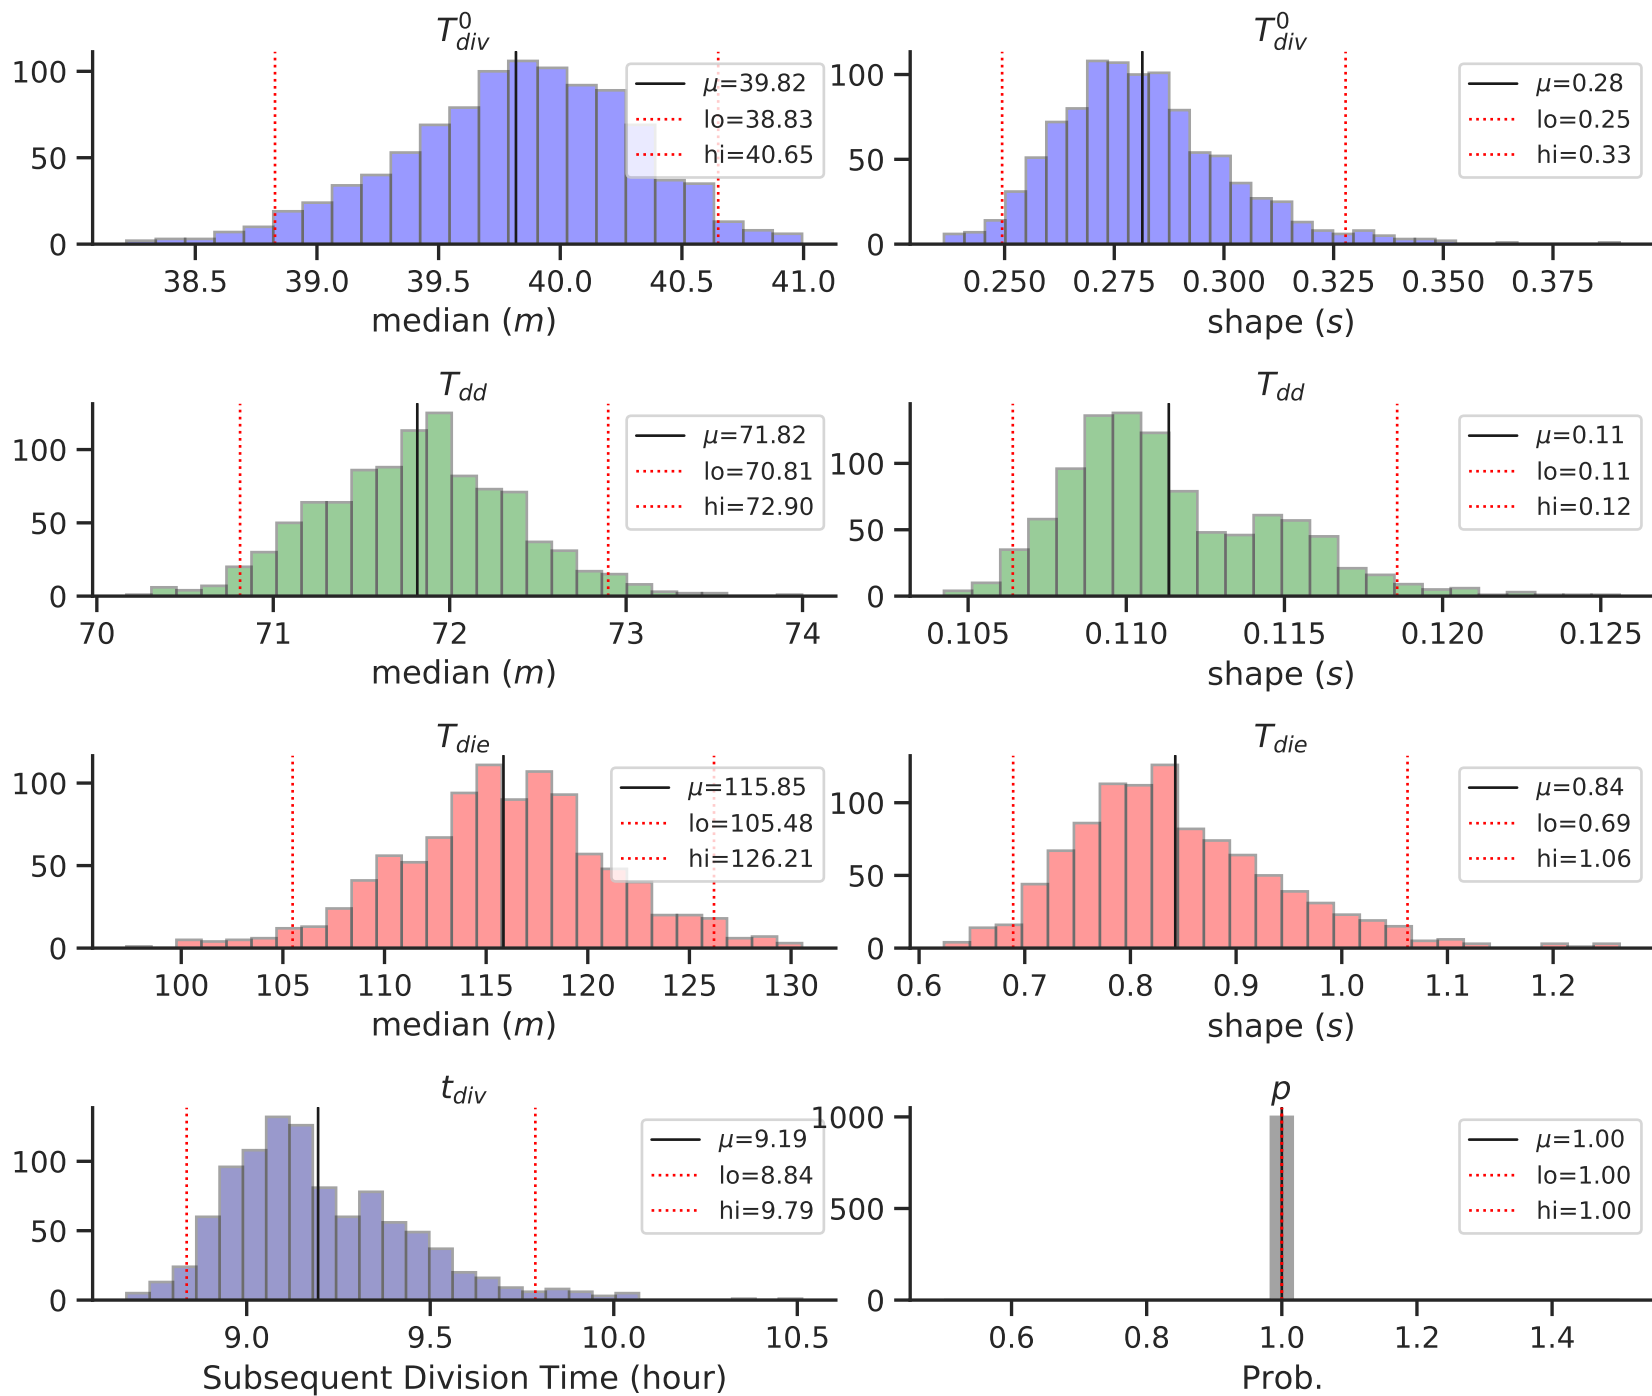 T⁰div
100
50
0
μ=39.82
lo=38.83
hi=40.65
38.5 39.0 39.5 40.0 40.5 41.0
median (m)
T⁰div
100
50
0
μ=0.28
lo=0.25
hi=0.33
0.250 0.275 0.300 0.325 0.350 0.375
shape (s)
Tdd
100
50
0
μ=71.82
lo=70.81
hi=72.90
70 71 72 73 74
median (m)
Tdd
100
50
0
μ=0.11
lo=0.11
hi=0.12
0.105 0.110 0.115 0.120 0.125
shape (s)
Tdie
100
50
0
μ=115.85
lo=105.48
hi=126.21
100 105 110 115 120 125 130
median (m)
Tdie
100
50
0
μ=0.84
lo=0.69
hi=1.06
0.6 0.7 0.8 0.9 1.0 1.1 1.2
shape (s)
tdiv
100
50
0
μ=9.19
lo=8.84
hi=9.79
9.0 9.5 10.0 10.5
Subsequent Division Time (hour)
p
1000
500
0
μ=1.00
lo=1.00
hi=1.00
0.6 0.8 1.0 1.2 1.4
Prob.